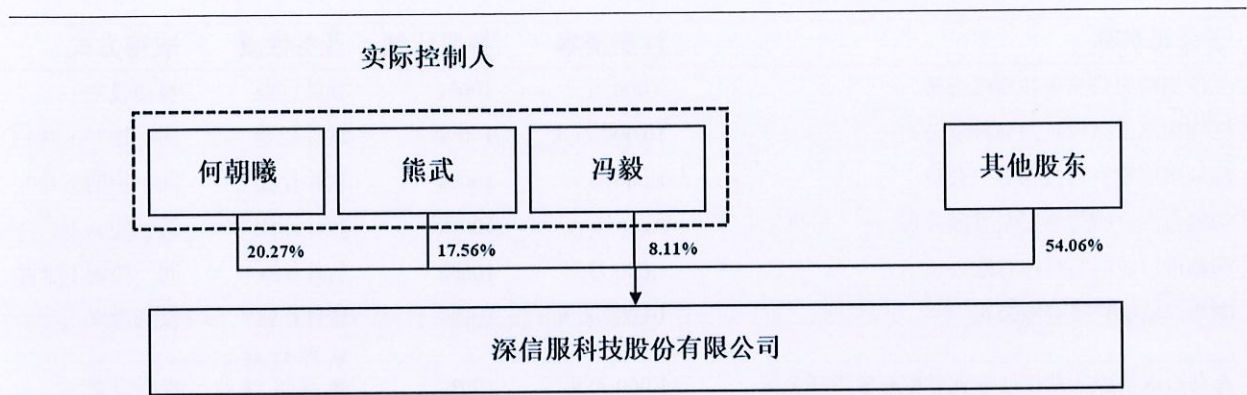 实际控制人
何朝曦 熊武 冯毅 其他股东
20.27% 17.56% 8.11% 54.06%
深信服科技股份有限公司